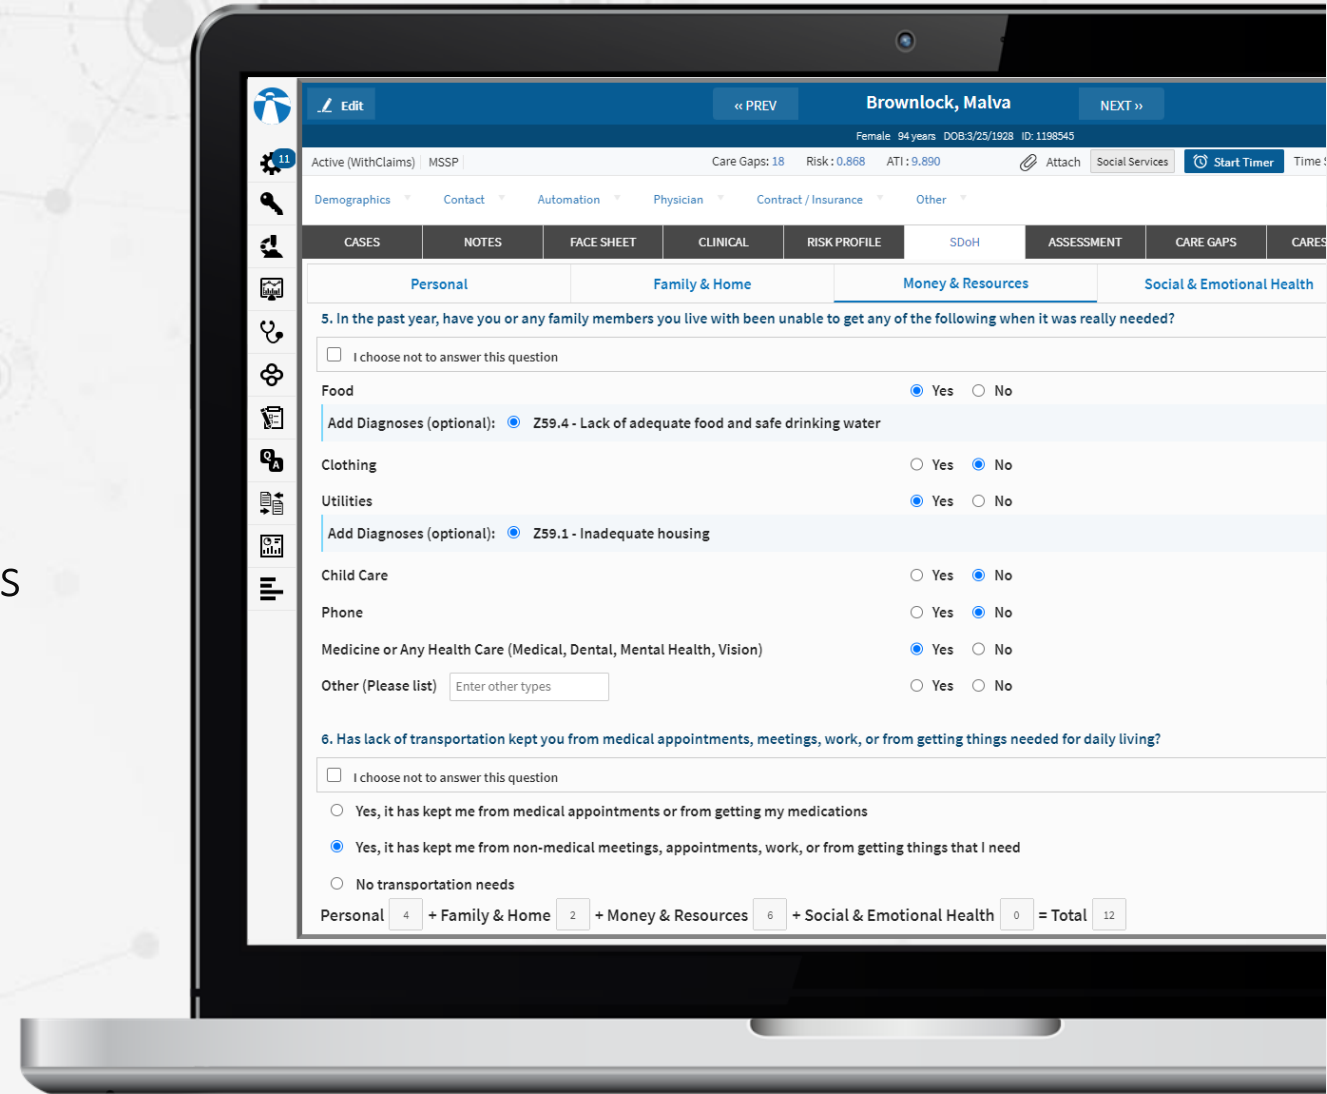 Edit
‹‹ PREV
Brownlock, Malva
NEXT ››
Female 94 years DOB:3/25/1928 ID: 1198545
11
Active (WithClaims) MSSP Care Gaps: 18 Risk : 0.868 ATI : 9.890 Attach Social Services Start Timer Time
Demographics Contact Automation Physician Contract / Insurance Other
CASES NOTES FACE SHEET CLINICAL RISK PROFILE SDoH ASSESSMENT CARE GAPS CARES
Personal Family & Home Money & Resources Social & Emotional Health
5. In the past year, have you or any family members you live with been unable to get any of the following when it was really needed?
I choose not to answer this question
Food Yes No
Add Diagnoses (optional): Z59.4 - Lack of adequate food and safe drinking water
Clothing Yes No
Q A
Utilities Yes No
Add Diagnoses (optional): Z59.1 - Inadequate housing
Child Care Yes No
s
Phone Yes No
Medicine or Any Health Care (Medical, Dental, Mental Health, Vision) Yes No
Other (Please list) Enter other types Yes No
6. Has lack of transportation kept you from medical appointments, meetings, work, or from getting things needed for daily living?
I choose not to answer this question
Yes, it has kept me from medical appointments or from getting my medications
Yes, it has kept me from non-medical meetings, appointments, work, or from getting things that I need
No transportation needs
Personal 4 + Family & Home 2 + Money & Resources 6 + Social & Emotional Health 0 = Total 12